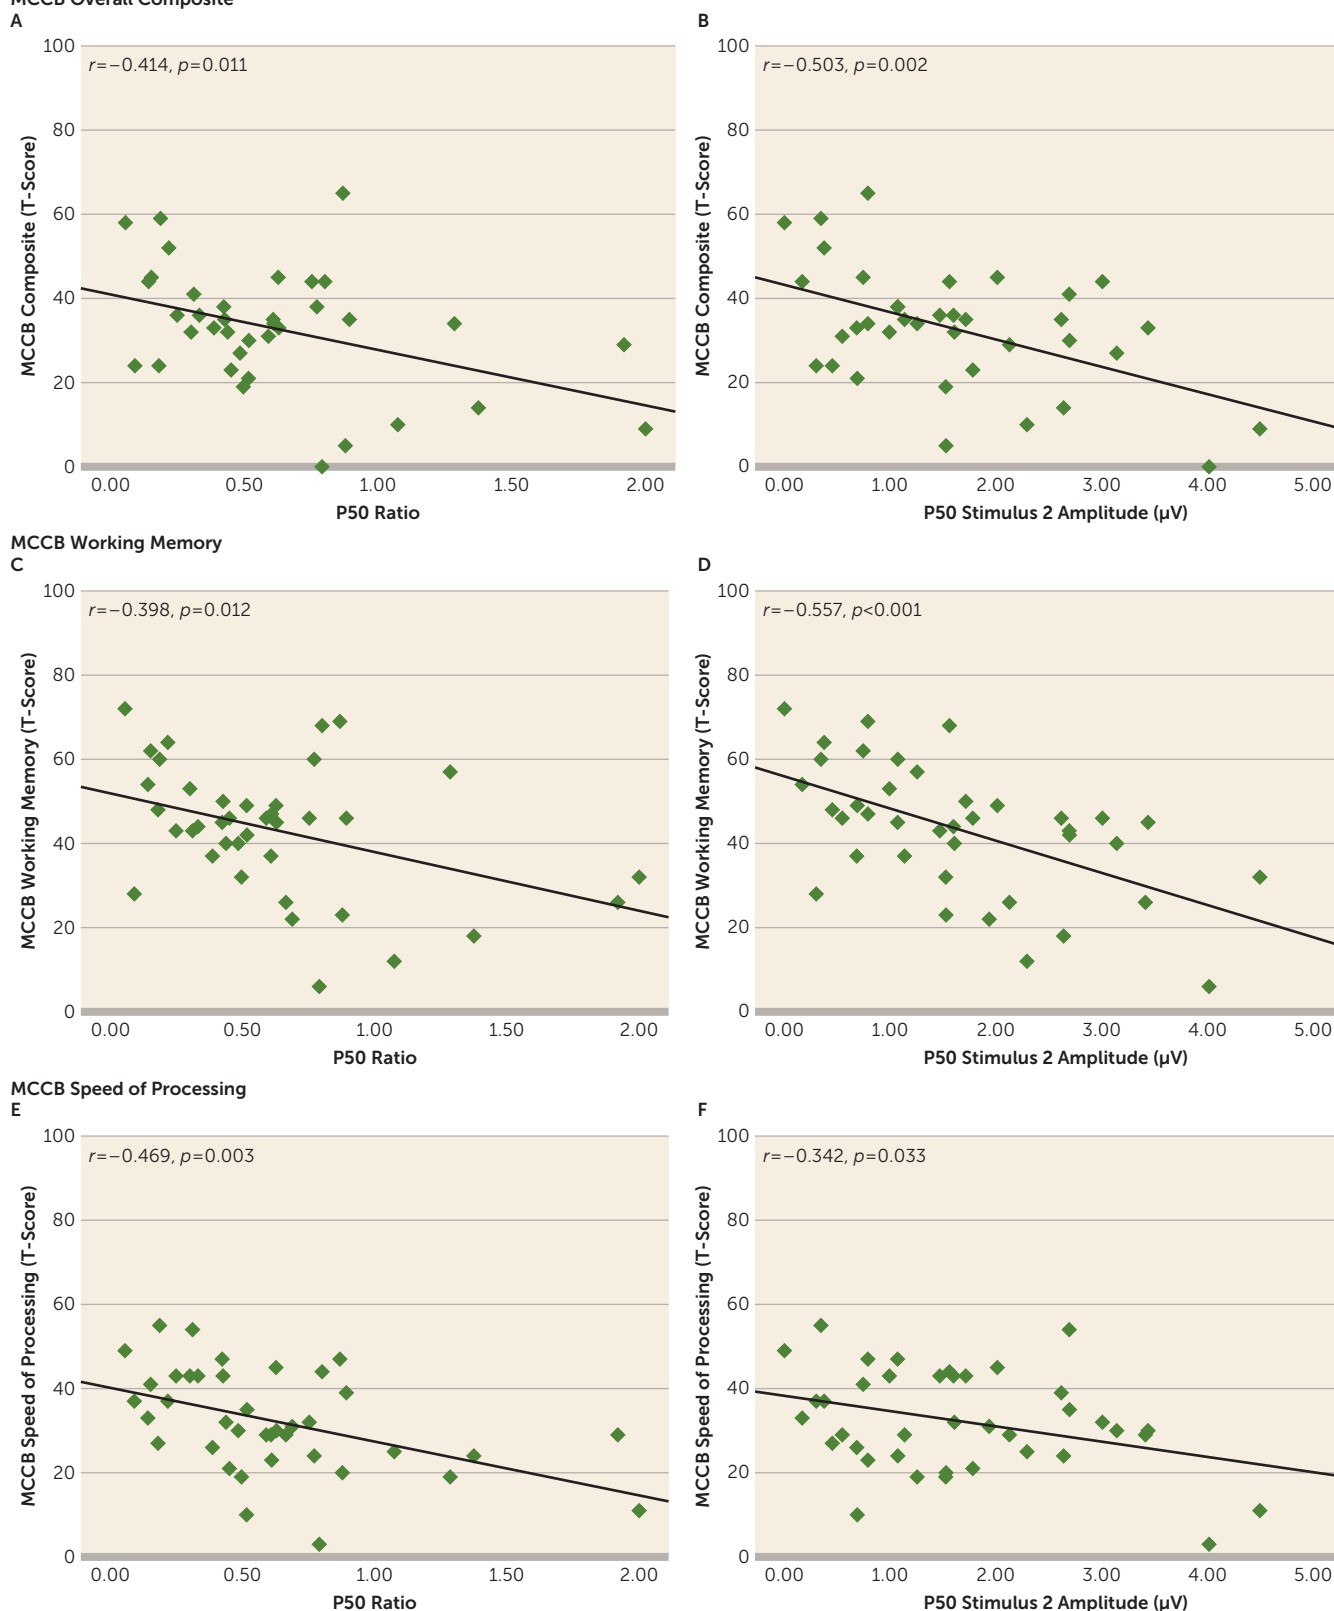 MCCB Overall Composite
A
B
100
80
60
40
20
0
r=−0.414, p=0.011
MCCB Composite (T-Score)
0.00 0.50 1.00 1.50 2.00
P50 Ratio
100
80
60
40
20
0
r=−0.503, p=0.002
MCCB Composite (T-Score)
0.00 1.00 2.00 3.00 4.00 5.00
P50 Stimulus 2 Amplitude (µV)
MCCB Working Memory
C
D
100
80
60
40
20
0
r=−0.398, p=0.012
MCCB Working Memory (T-Score)
0.00 0.50 1.00 1.50 2.00
P50 Ratio
100
80
60
40
20
0
r=−0.557, p<0.001
MCCB Working Memory (T-Score)
0.00 1.00 2.00 3.00 4.00 5.00
P50 Stimulus 2 Amplitude (µV)
MCCB Speed of Processing
E
F
100
80
60
40
20
0
r=−0.469, p=0.003
MCCB Speed of Processing (T-Score)
0.00 0.50 1.00 1.50 2.00
P50 Ratio
100
80
60
40
20
0
r=−0.342, p=0.033
MCCB Speed of Processing (T-Score)
0.00 1.00 2.00 3.00 4.00 5.00
P50 Stimulus 2 Amplitude (µV)